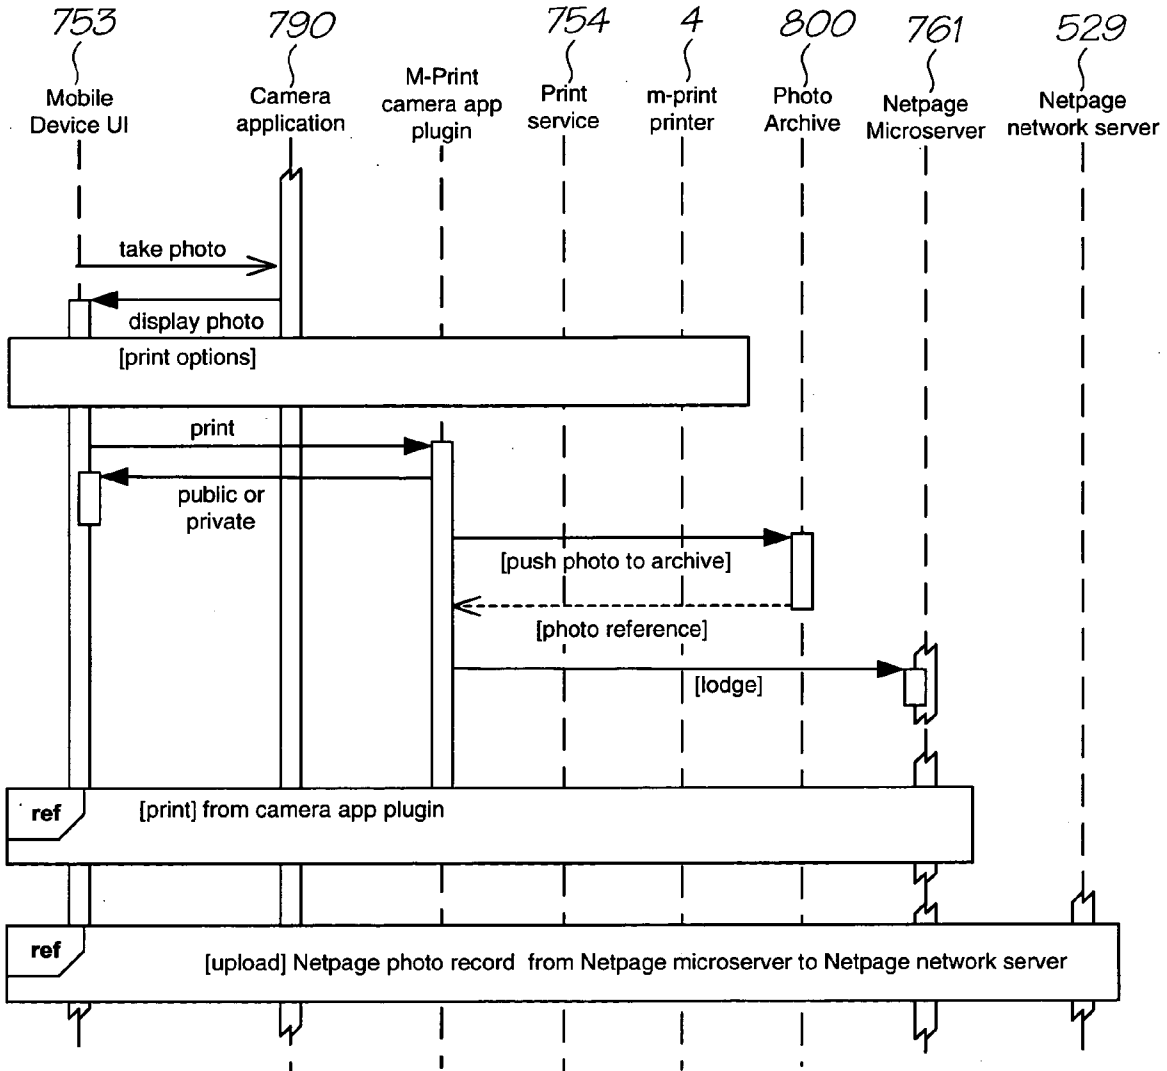 753
790
754
4
800
761
529
Mobile
Device UI
Camera
application
M-Print
camera app
plugin
Print
service
m-print
printer
Photo
Archive
Netpage
Microserver
Netpage
network server
take photo
display photo
[print options]
print
public or
private
[push photo to archive]
[photo reference]
[lodge]
ref
[print] from camera app plugin
ref
[upload] Netpage photo record from Netpage microserver to Netpage network server